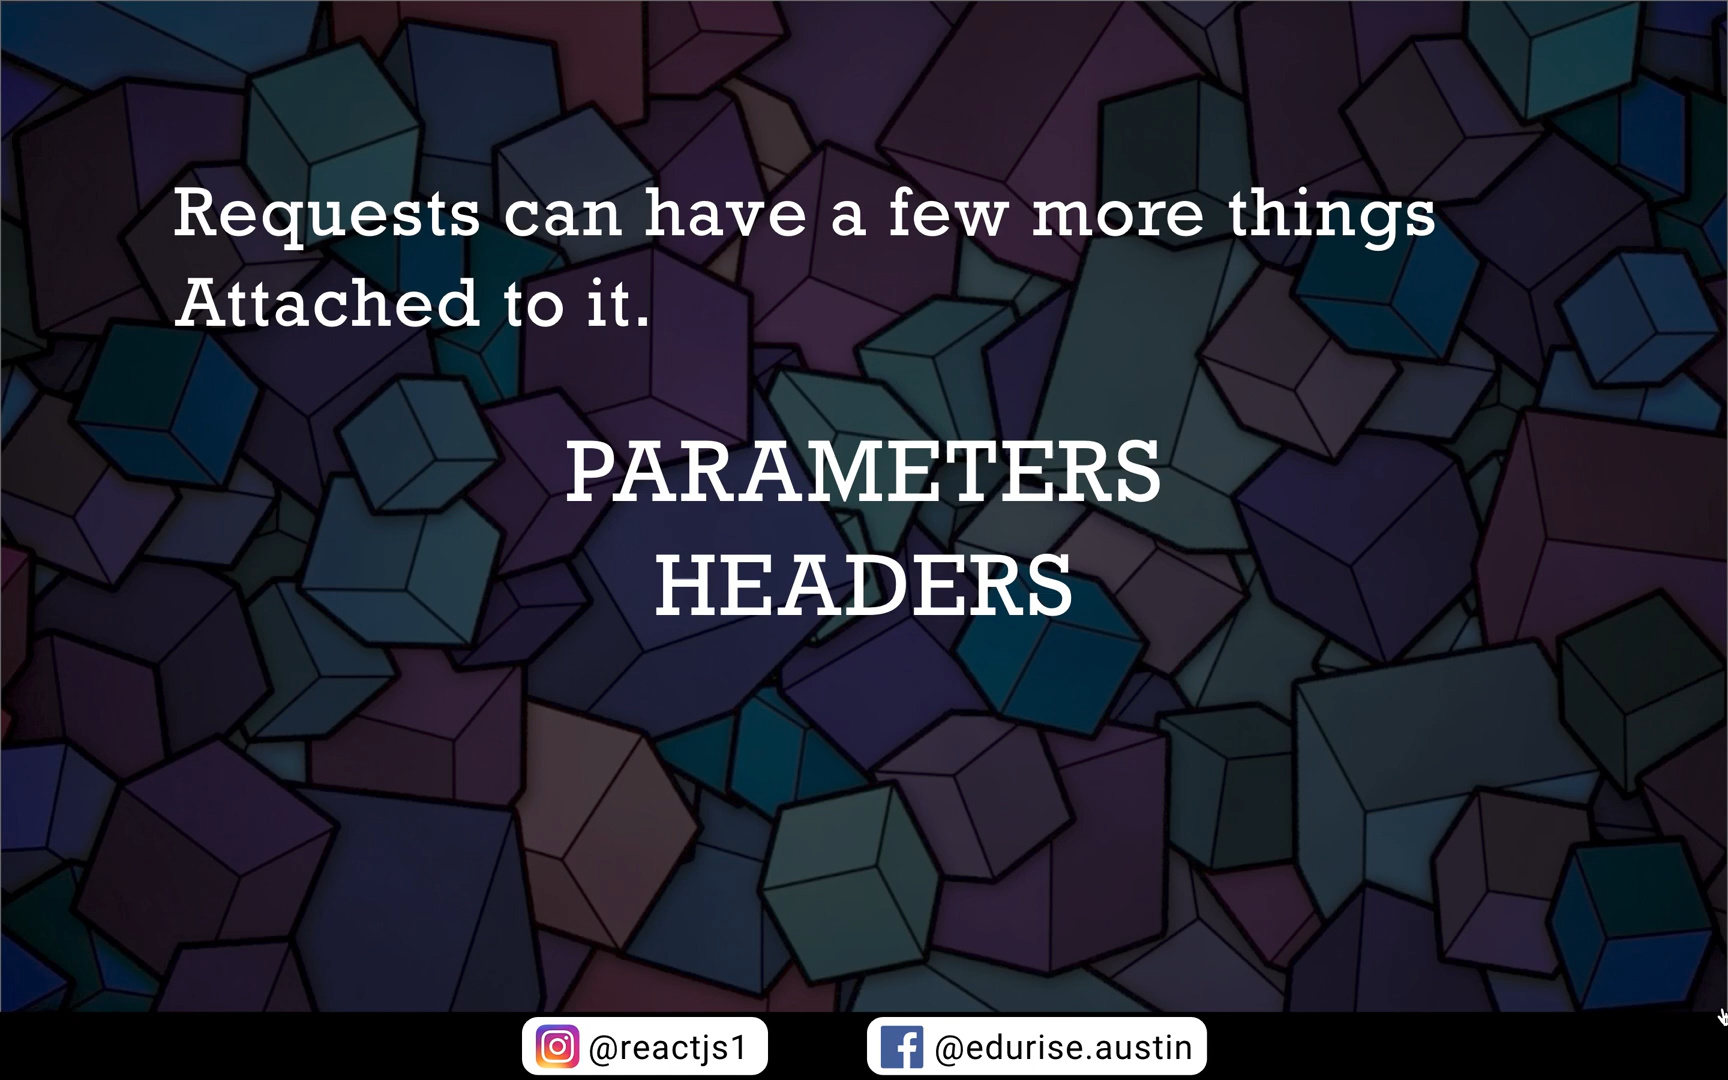 Requests can have a few more things
Attached to it.
PARAMETERS
HEADERS
@reactjs1
@edurise.austin